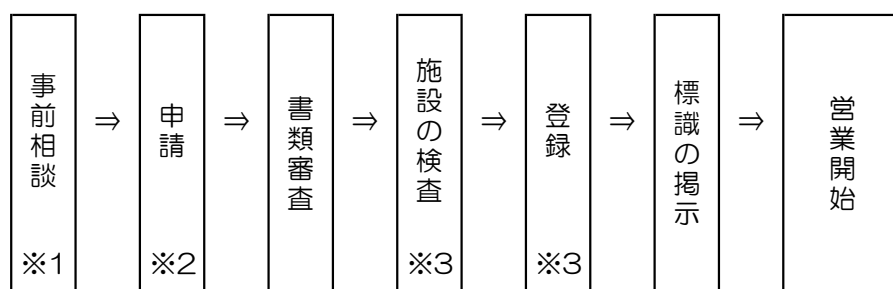 事前相談
※1
⇒
申請
※2
⇒
書類審査
⇒
施設の検査
※3
⇒
登録
※3
⇒
標識の掲示
⇒
営業開始